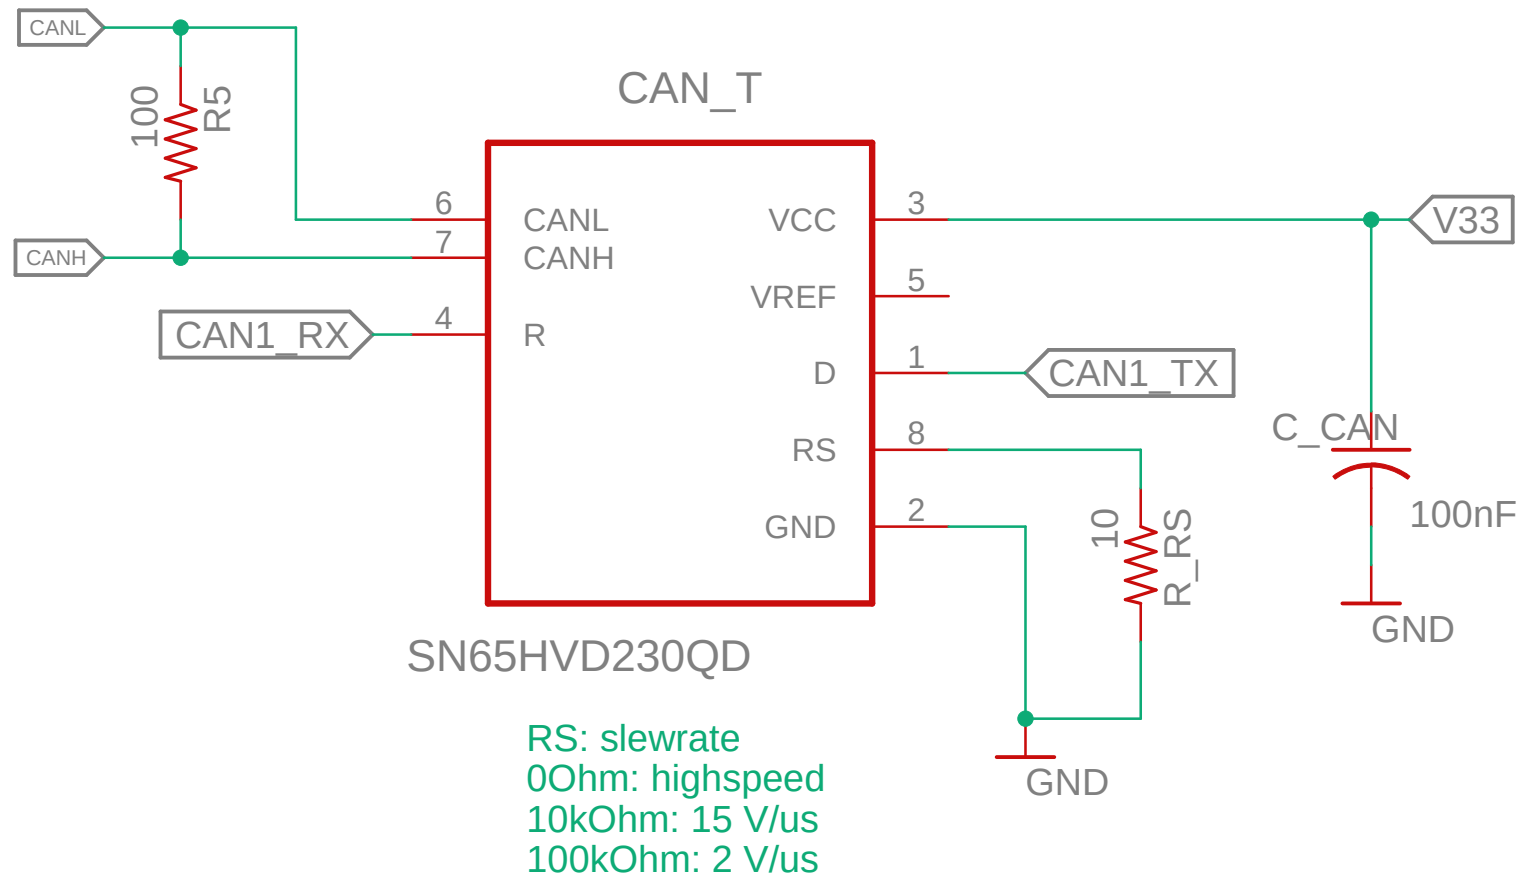 CANL
100
R5
CANH
CAN1_RX
CAN_T
6
7
4
CANL
CANH
R
VCC
VREF
D
RS
GND
3
5
1
8
2
V33
CAN1_TX
C_CAN
100nF
GND
10
R_RS
GND
SN65HVD230QD
RS: slewrate
0Ohm: highspeed
10kOhm: 15 V/us
100kOhm: 2 V/us